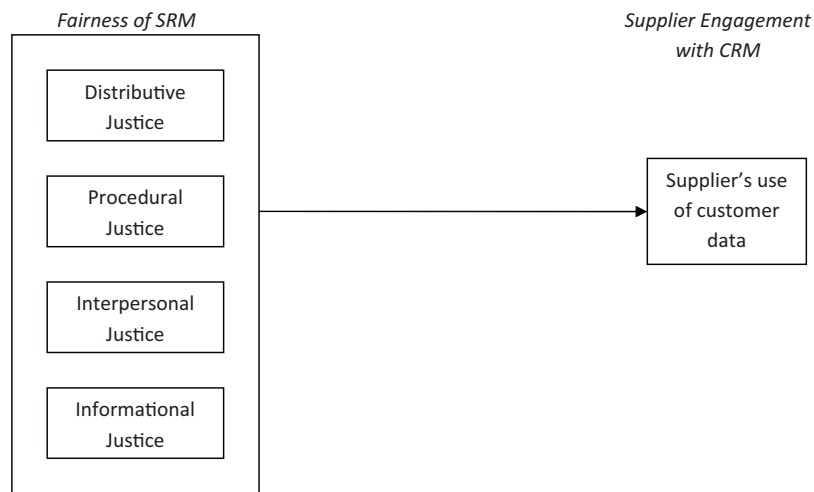 Fairness of SRM
Supplier Engagement
with CRM
Distributive
Justice
Procedural
Justice
Interpersonal
Justice
Informational
Justice
Supplier’s use
of customer
data